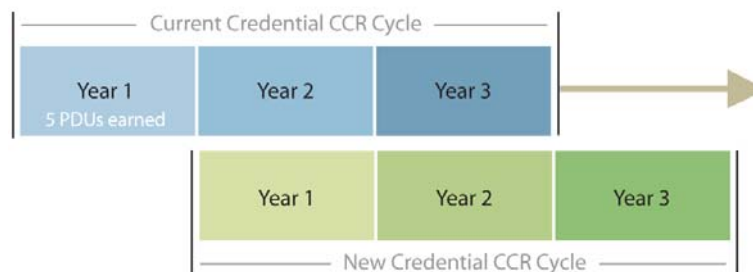 Current Credential CCR Cycle
Year 1
Year 2
Year 3
5 PDUs earned
Year 1
Year 2
Year 3
New Credential CCR Cycle